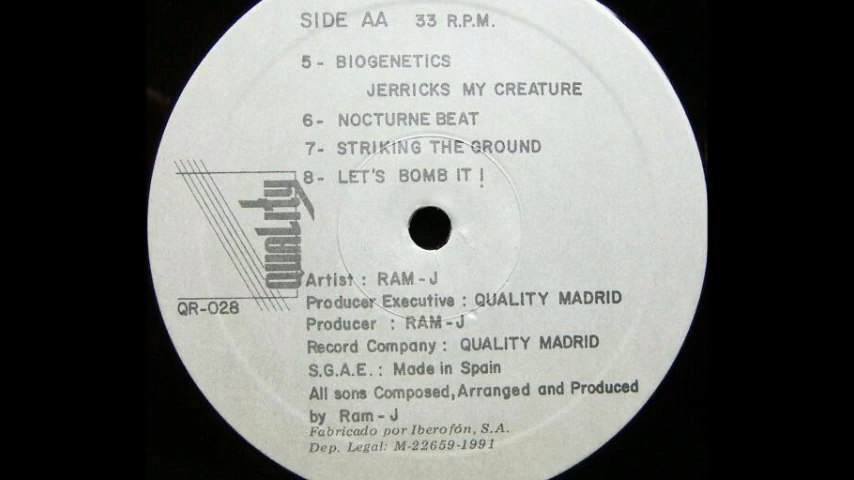 SIDE AA 33 R.P.M.
5- BIOGENETICS
JERRICKS MY CREATURE
6- NOCTURNE BEAT
7- STRIKING THE GROUND
8- LET'S BOMB IT!
QUALITY
QR-028
Artist : RAM-J
Producer Executive : QUALITY MADRID
Producer : RAM-J
Record Company : QUALITY MADRID
S.G.A.E. : Made in Spain
All sons Composed, Arranged and Produced
by Ram-J
Fabricado por Iberofón, S.A.
Dep. Legal: M-22659-1991